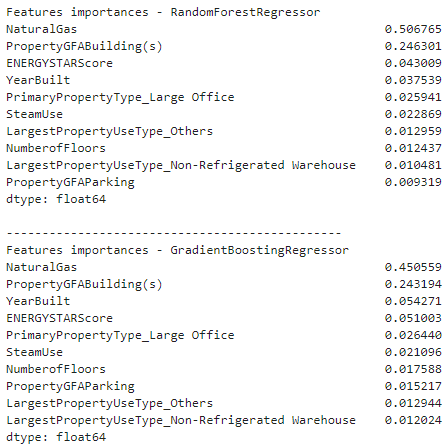 Features importances - RandomForestRegressor
NaturalGas 0.506765
PropertyGFABuilding(s) 0.246301
ENERGYSTARScore 0.043009
YearBuilt 0.037539
PrimaryPropertyType_Large Office 0.025941
SteamUse 0.022869
LargestPropertyUseType_Others 0.012959
NumberofFloors 0.012437
LargestPropertyUseType_Non-Refrigerated Warehouse 0.010481
PropertyGFAParking 0.009319
dtype: float64
-----------------------------------------------
Features importances - GradientBoostingRegressor
NaturalGas 0.450559
PropertyGFABuilding(s) 0.243194
YearBuilt 0.054271
ENERGYSTARScore 0.051003
PrimaryPropertyType_Large Office 0.026440
SteamUse 0.021096
NumberofFloors 0.017588
PropertyGFAParking 0.015217
LargestPropertyUseType_Others 0.012944
LargestPropertyUseType_Non-Refrigerated Warehouse 0.012024
dtype: float64